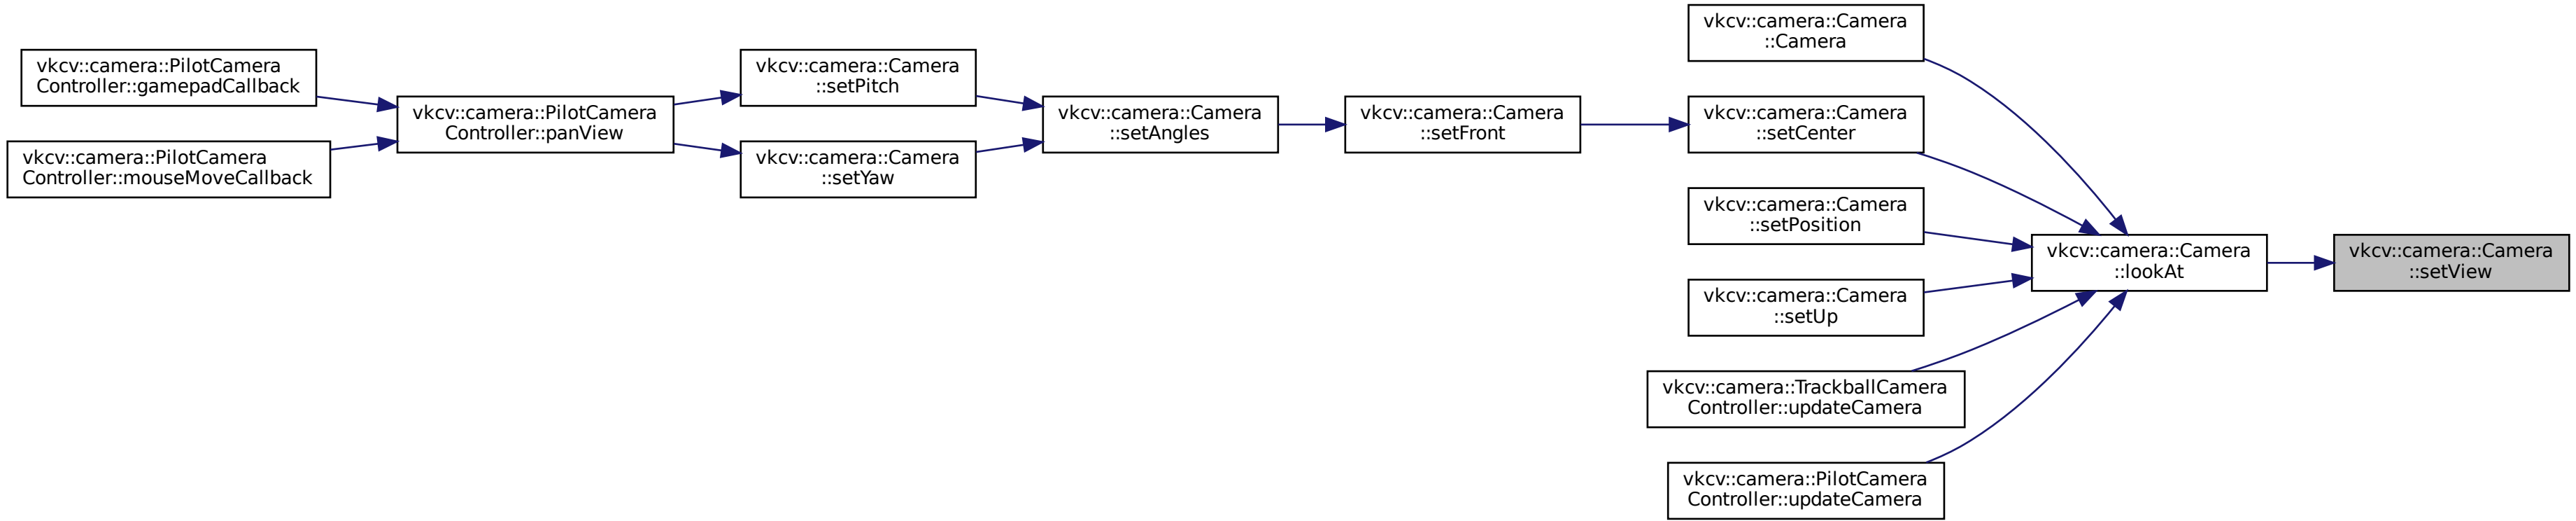 vkcv::camera::PilotCamera
Controller::gamepadCallback
vkcv::camera::PilotCamera
Controller::mouseMoveCallback
vkcv::camera::PilotCamera
Controller::panView
vkcv::camera::Camera
::setPitch
vkcv::camera::Camera
::setYaw
vkcv::camera::Camera
::setAngles
vkcv::camera::Camera
::setFront
vkcv::camera::Camera
::Camera
vkcv::camera::Camera
::setCenter
vkcv::camera::Camera
::setPosition
vkcv::camera::Camera
::setUp
vkcv::camera::TrackballCamera
Controller::updateCamera
vkcv::camera::PilotCamera
Controller::updateCamera
vkcv::camera::Camera
::lookAt
vkcv::camera::Camera
::setView